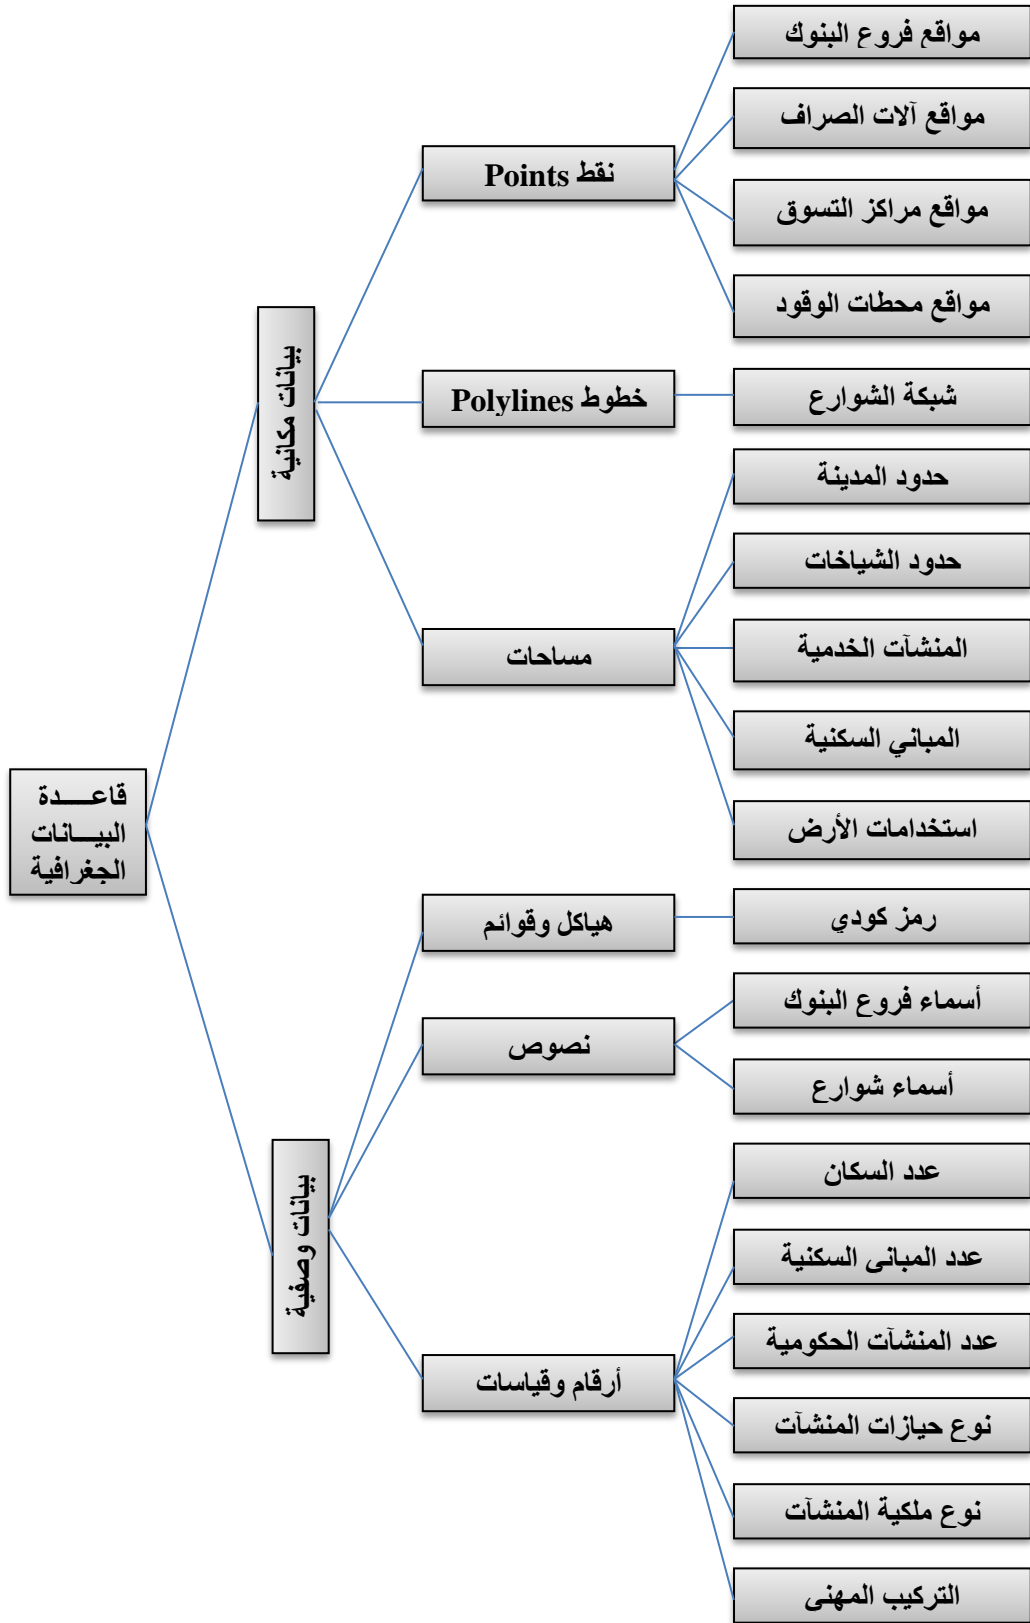 قاعـــــدة
البيـــانات
الجغرافية
بيانات مكانية
نقط Points
مواقع فروع البنوك
مواقع آلات الصراف
مواقع مراكز التسوق
مواقع محطات الوقود
خطوط Polylines
شبكة الشوارع
مساحات
حدود المدينة
حدود الشياخات
المنشآت الخدمية
المباني السكنية
استخدامات الأرض
بيانات وصفية
هياكل وقوائم
رمز كودي
نصوص
أسماء فروع البنوك
أسماء شوارع
أرقام وقياسات
عدد السكان
عدد المبانى السكنية
عدد المنشآت الحكومية
نوع حيازات المنشآت
نوع ملكية المنشآت
التركيب المهنى